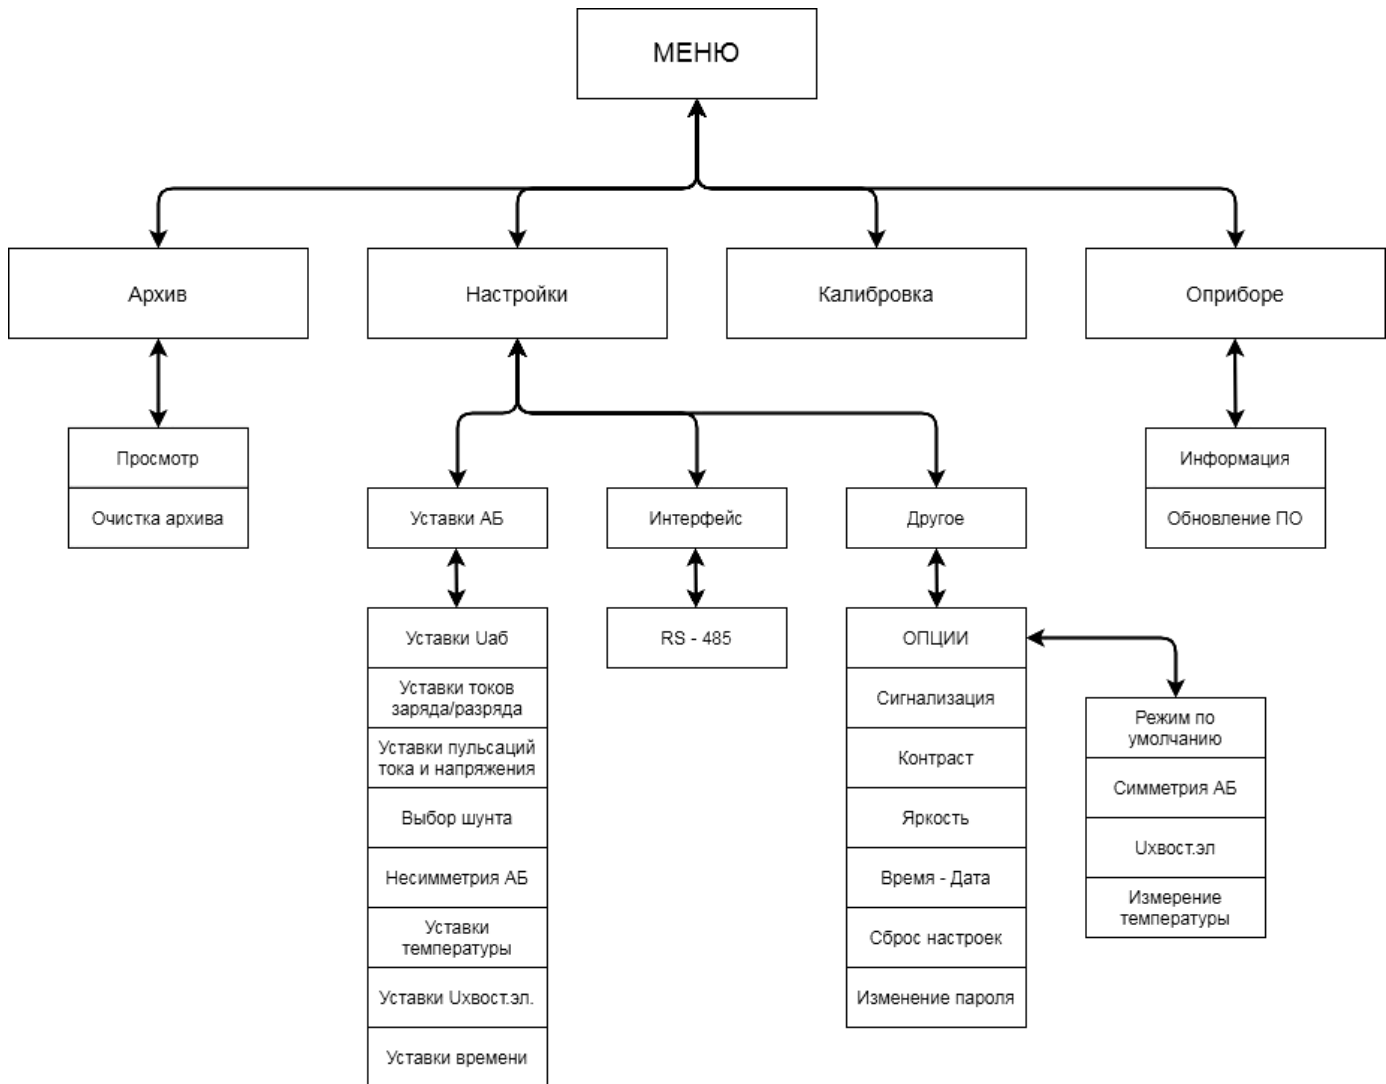 МЕНЮ
Архив
Настройки
Калибровка
Оприборе
Просмотр
Очистка архива
Уставки АБ
Интерфейс
Другое
Информация
Обновление ПО
Уставки Uаб
Уставки токов
заряда/разряда
Уставки пульсаций
тока и напряжения
Выбор шунта
Несимметрия АБ
Уставки
температуры
Уставки Uхвост.эл.
Уставки времени
RS - 485
ОПЦИИ
Сигнализация
Контраст
Яркость
Время - Дата
Сброс настроек
Изменение пароля
Режим по
умолчанию
Симметрия АБ
Uхвост.эл
Измерение
температуры